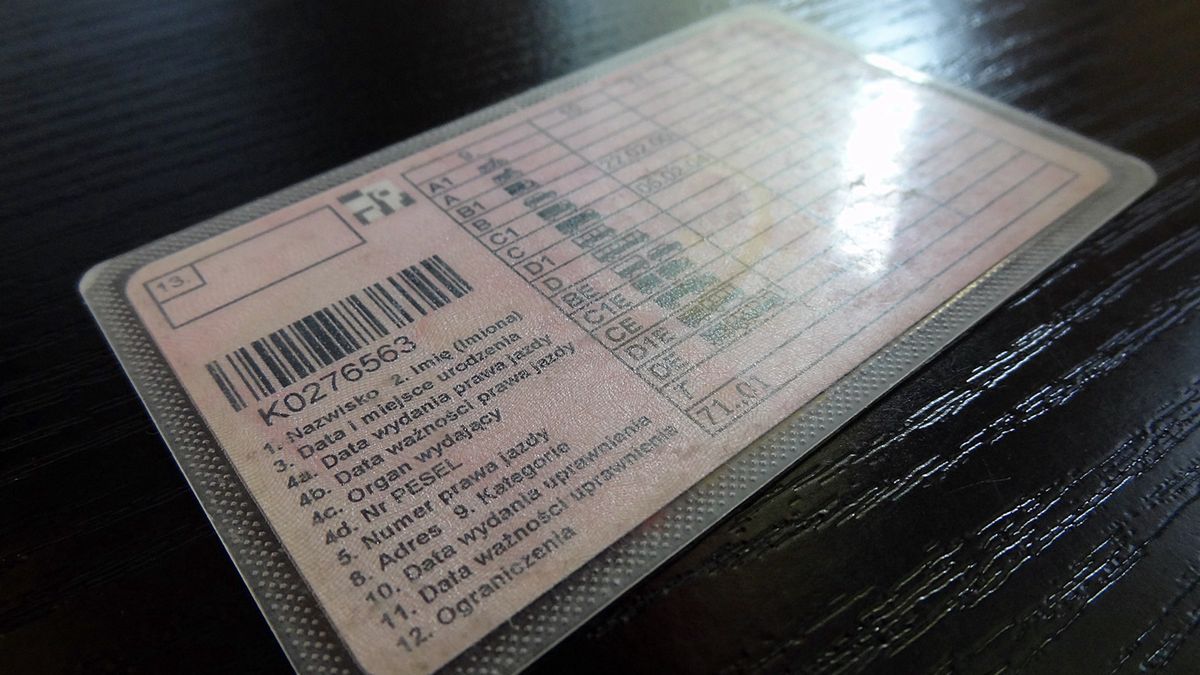 13.
K0276563
1. Nazwisko 2. Imię (Imiona)
3. Data i miejsce urodzenia
4a. Data wydania prawa jazdy
4b. Data ważności prawa jazdy
4c. Organ wydający
4d. Nr PESEL
5. Numer prawa jazdy
8. Adres 9. Kategorie
10. Data wydania uprawnienia
11. Data ważności uprawnienia
12. Ograniczenia
A1
A
B1
B
C1
C
D1
D
BE
C1E
CE
D1E
DE
T
71..01